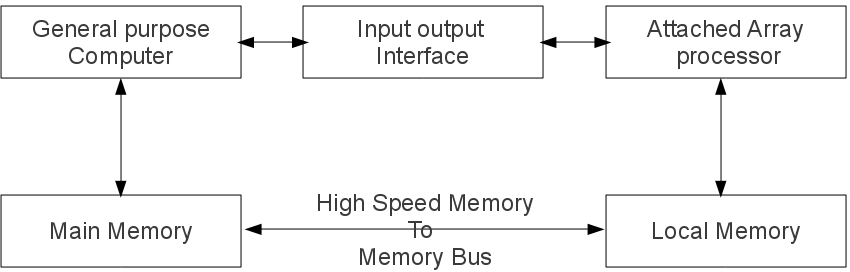 General purpose
Computer
Input output
Interface
Attached Array
processor
Main Memory
High Speed Memory
To
Memory Bus
Local Memory